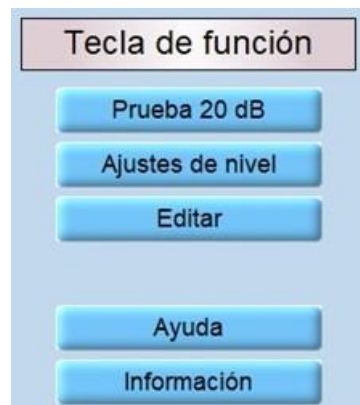 Tecla de función
Prueba 20 dB
Ajustes de nivel
Editar
Ayuda
Información